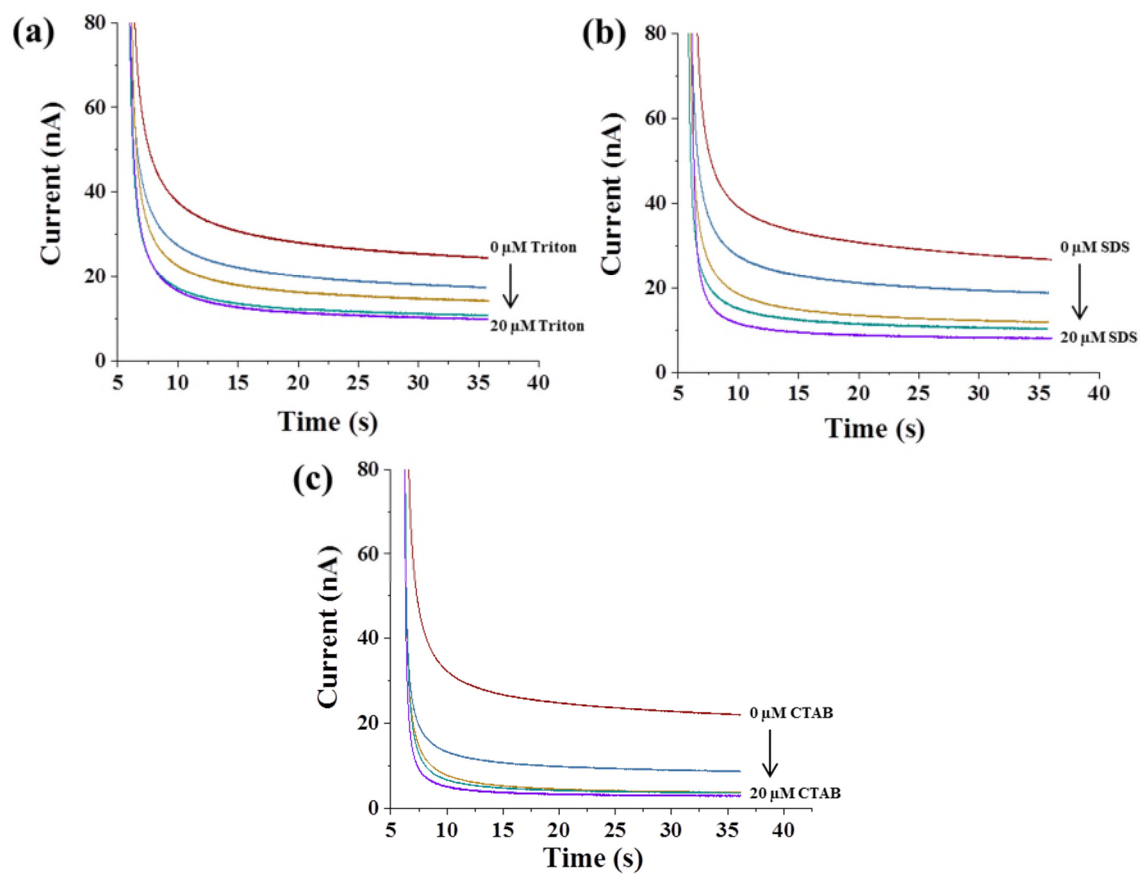 (a)
80
60
40
20
0
Current (nA)
0 µM Triton
20 µM Triton
5 10 15 20 25 30 35 40
Time (s)
(b)
80
60
40
20
0
Current (nA)
0 µM SDS
20 µM SDS
5 10 15 20 25 30 35 40
Time (s)
(c)
80
60
40
20
0
Current (nA)
0 µM CTAB
20 µM CTAB
5 10 15 20 25 30 35 40
Time (s)